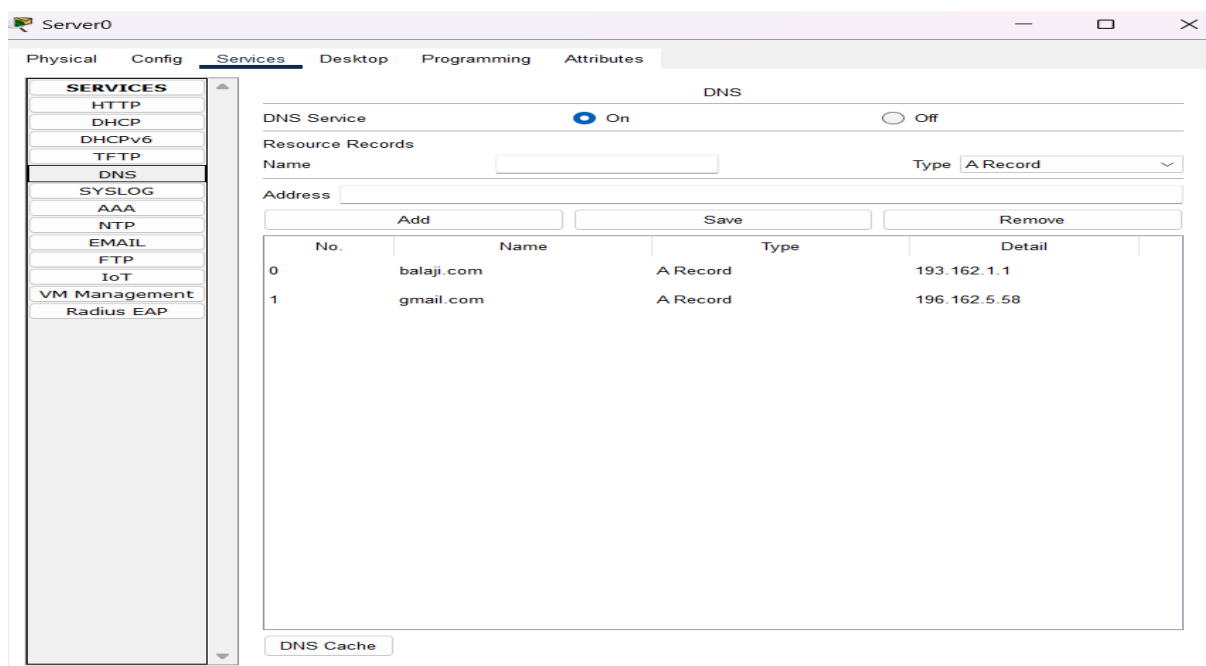 Server0
Physical Config Services Desktop Programming Attributes
SERVICES
HTTP
DHCP
DHCPv6
TFTP
DNS
SYSLOG
AAA
NTP
EMAIL
FTP
IoT
VM Management
Radius EAP
DNS
DNS Service On Off
Resource Records
Name Type A Record
Address
Add Save Remove
No. Name Type Detail
0 balaji.com A Record 193.162.1.1
1 gmail.com A Record 196.162.5.58
DNS Cache